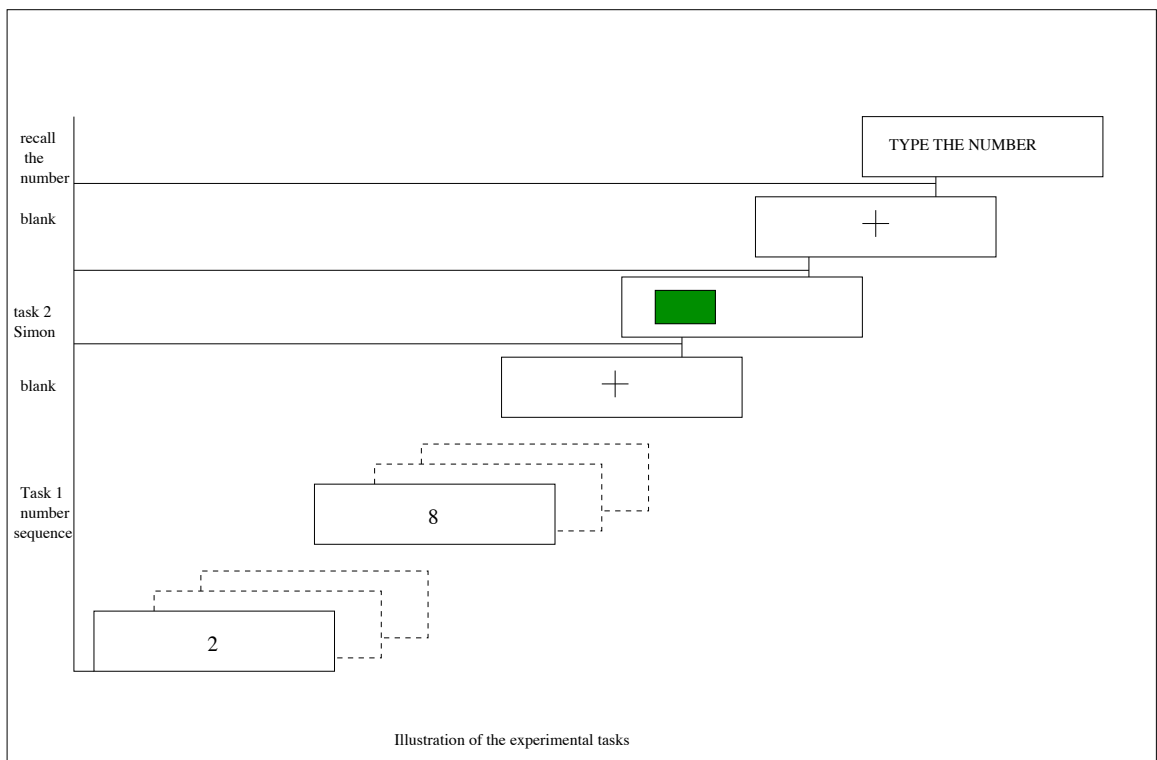 recall
the
number
TYPE THE NUMBER
blank
task 2
Simon
blank
Task 1
number
sequence
8
2
Illustration of the experimental tasks